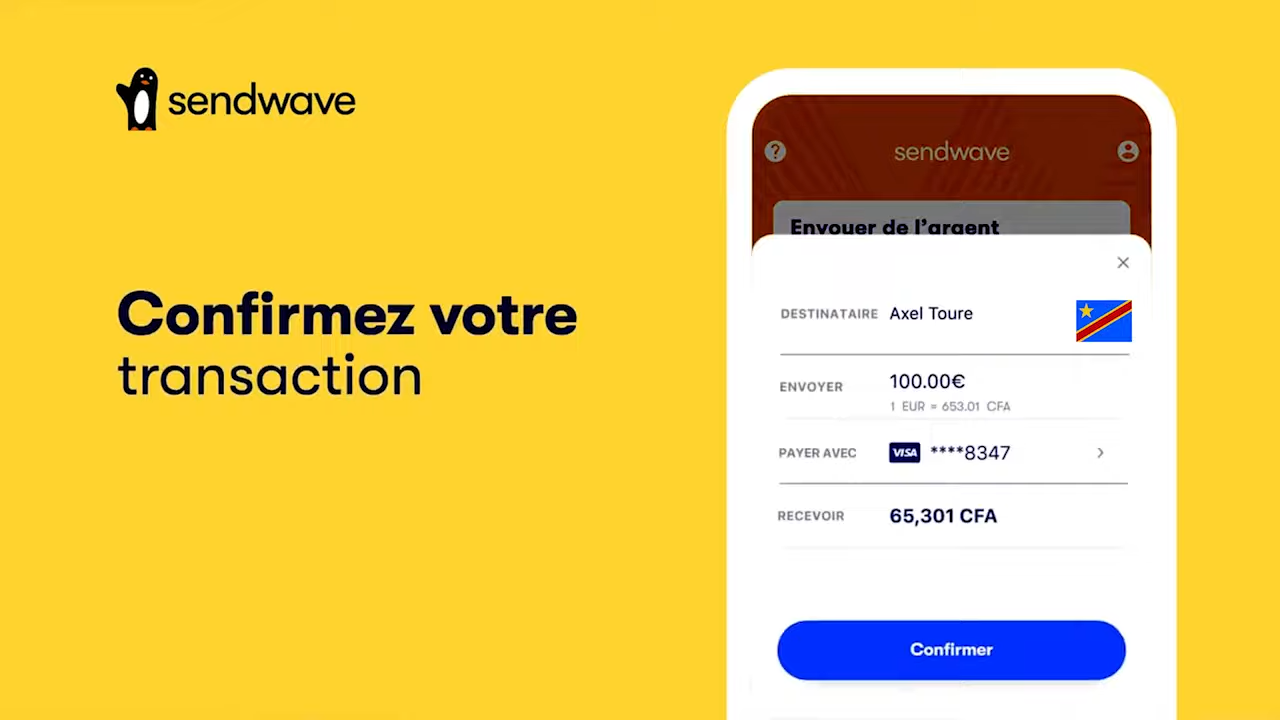 sendwave
Confirmez votre
transaction
?
sendwave
Envoyer de l'argent
DESTINATAIRE Axel Toure
ENVOYER 100.00€
1 EUR = 653.01 CFA
PAYER AVEC VISA ****8347
RECEVOIR 65,301 CFA
Confirmer